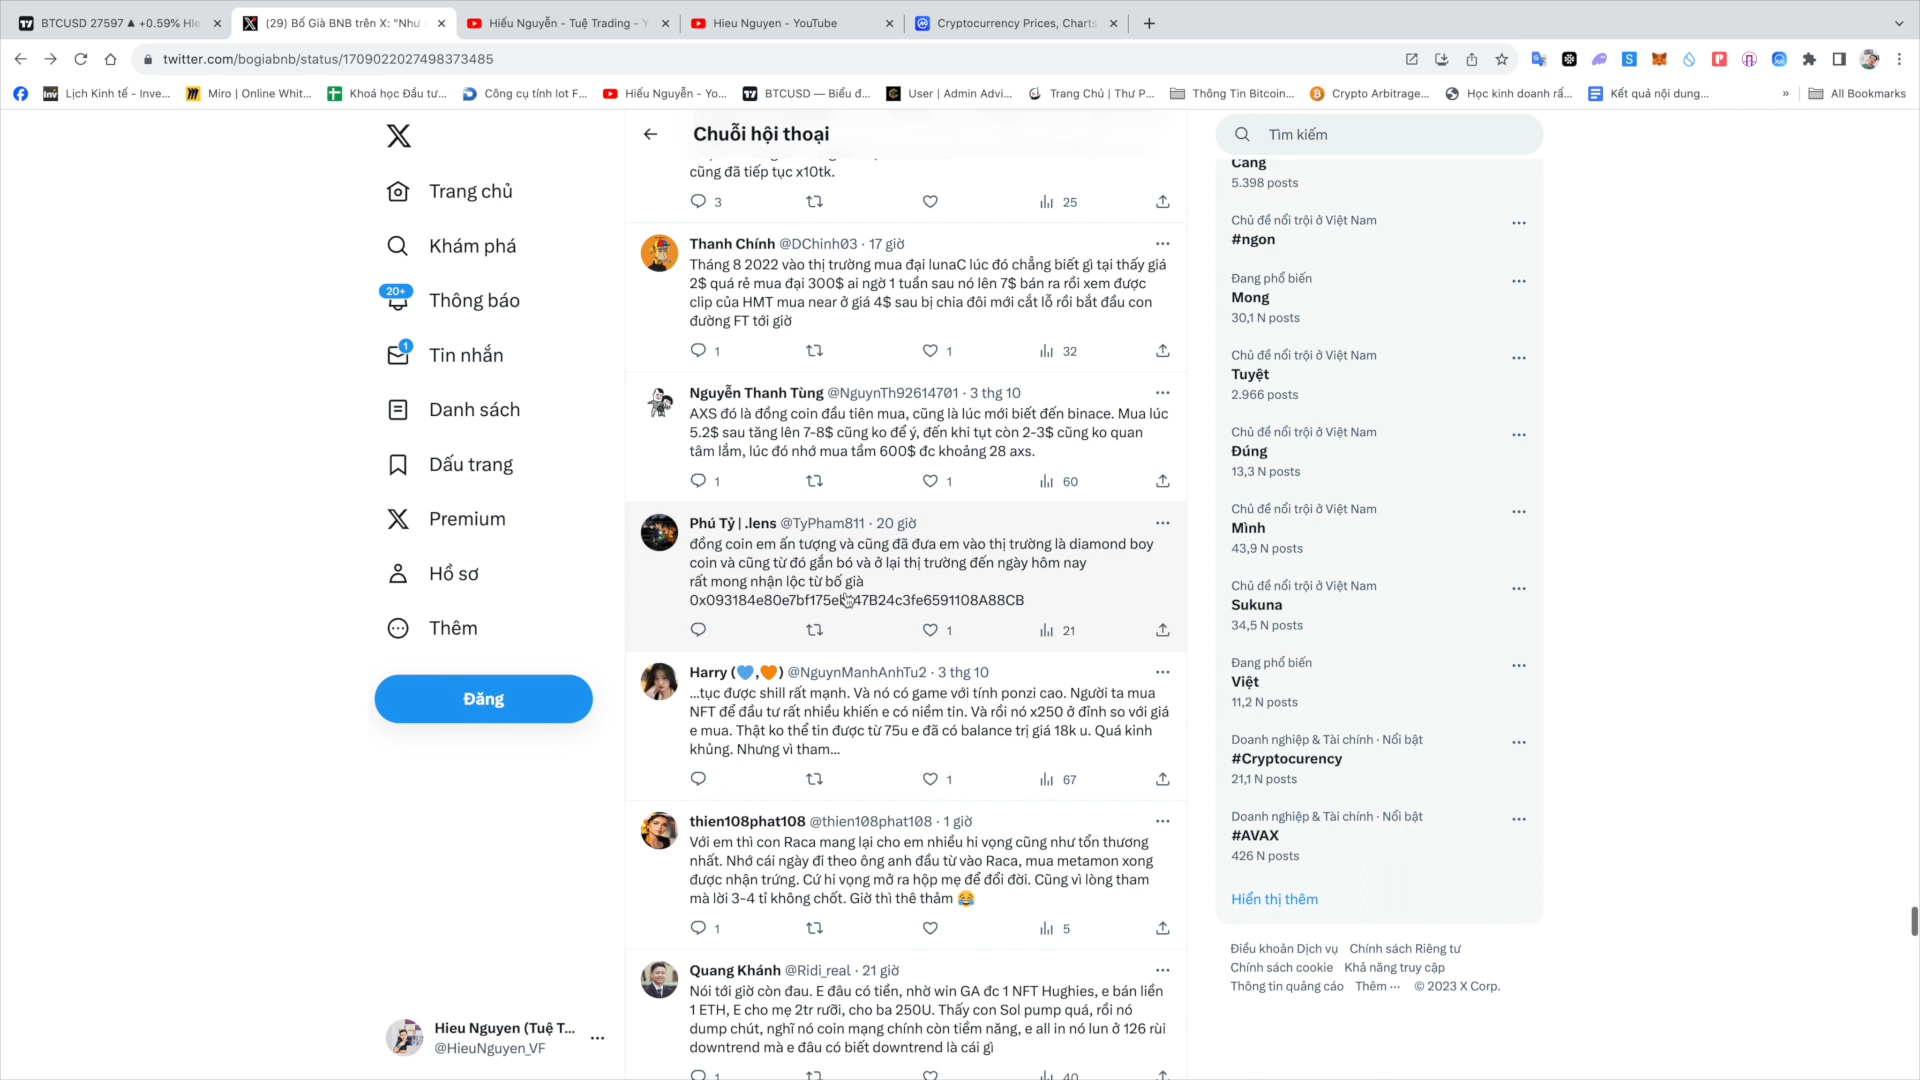 BTCUSD 27597 ▲ +0.59% Hie
(29) Bố Già BNB trên X: "Như
Hiếu Nguyễn - Tuệ Trading - Y
Hieu Nguyen - YouTube
Cryptocurrency Prices, Charts
twitter.com/bogiabnb/status/1709022027498373485
Lịch Kinh tế - Inve...
Miro | Online Whit...
Khoá học Đầu tư...
Công cụ tính lot F...
Hiếu Nguyễn - Yo...
BTCUSD — Biểu đ...
User | Admin Advi...
Trang Chủ | Thư P...
Thông Tin Bitcoin...
Crypto Arbitrage...
Học kinh doanh rấ...
Kết quả nội dung...
»
All Bookmarks
Trang chủ
Khám phá
20+
Thông báo
1
Tin nhắn
Danh sách
Dấu trang
Premium
Hồ sơ
Thêm
Đăng
Hieu Nguyen (Tuệ T...
@HieuNguyen_VF
Chuỗi hội thoại
cũng đã tiếp tục x10tk.
3 25
Thanh Chính @DChinh03 · 17 giờ
Tháng 8 2022 vào thị trường mua đại lunaC lúc đó chẳng biết gì tại thấy giá
2$ quá rẻ mua đại 300$ ai ngờ 1 tuần sau nó lên 7$ bán ra rồi xem được
clip của HMT mua near ở giá 4$ sau bị chia đôi mới cắt lỗ rồi bắt đầu con
đường FT tới giờ
1 1 32
Nguyễn Thanh Tùng @NguynTh92614701 · 3 thg 10
AXS đó là đồng coin đầu tiên mua, cũng là lúc mới biết đến binace. Mua lúc
5.2$ sau tăng lên 7-8$ cũng ko để ý, đến khi tụt còn 2-3$ cũng ko quan
tâm lắm, lúc đó nhớ mua tầm 600$ đc khoảng 28 axs.
1 1 60
Phú Tỷ | .lens @TyPham811 · 20 giờ
đồng coin em ấn tượng và cũng đã đưa em vào thị trường là diamond boy
coin và cũng từ đó gắn bó và ở lại thị trường đến ngày hôm nay
rất mong nhận lộc từ bố già
1 21
Harry (💙,🧡) @NguynManhAnhTu2 · 3 thg 10
...tục được shill rất mạnh. Và nó có game với tính ponzi cao. Người ta mua
NFT để đầu tư rất nhiều khiến e có niềm tin. Và rồi nó x250 ở đỉnh so với giá
e mua. Thật ko thể tin được từ 75u e đã có balance trị giá 18k u. Quá kinh
khủng. Nhưng vì tham...
1 67
thien108phat108 @thien108phat108 · 1 giờ
Với em thì con Raca mang lại cho em nhiều hi vọng cũng như tổn thương
nhất. Nhớ cái ngày đi theo ông anh đầu từ vào Raca, mua metamon xong
được nhận trứng. Cứ hi vọng mở ra hộp mẹ để đổi đời. Cũng vì lòng tham
mà lời 3-4 tỉ không chốt. Giờ thì thê thảm 😂
1 5
Quang Khánh @Ridi_real · 21 giờ
Nói tới giờ còn đau. E đâu có tiền, nhờ win GA đc 1 NFT Hughies, e bán liền
1 ETH, E cho mẹ 2tr rưỡi, cho ba 250U. Thấy con Sol pump quá, rồi nó
dump chút, nghĩ nó coin mạng chính còn tiềm năng, e all in nó lun ở 126 rùi
downtrend mà e đâu có biết downtrend là cái gì
1 40
Tìm kiếm
Cang
5.398 posts
Chủ đề nổi trội ở Việt Nam
#ngon
Đang phổ biến
Mong
30,1 N posts
Chủ đề nổi trội ở Việt Nam
Tuyệt
2.966 posts
Chủ đề nổi trội ở Việt Nam
Đúng
13,3 N posts
Chủ đề nổi trội ở Việt Nam
Mình
43,9 N posts
Chủ đề nổi trội ở Việt Nam
Sukuna
34,5 N posts
Đang phổ biến
Việt
11,2 N posts
Doanh nghiệp & Tài chính · Nổi bật
#Cryptocurency
21,1 N posts
Doanh nghiệp & Tài chính · Nổi bật
#AVAX
426 N posts
Hiển thị thêm
Điều khoản Dịch vụ Chính sách Riêng tư
Chính sách cookie Khả năng truy cập
Thông tin quảng cáo Thêm ··· © 2023 X Corp.